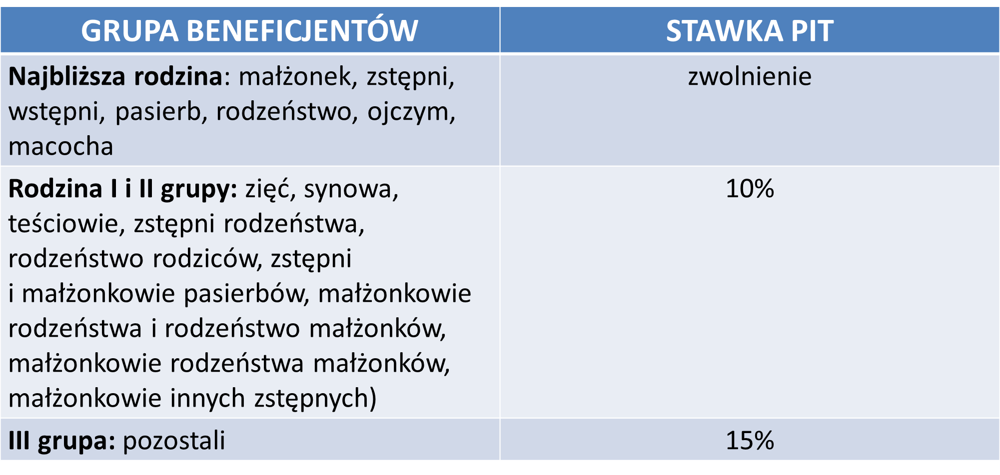 GRUPA BENEFICJENTÓW
STAWKA PIT
Najbliższa rodzina: małżonek, zstępni,
wstępni, pasierb, rodzeństwo, ojczym,
macocha
zwolnienie
Rodzina I i II grupy: zięć, synowa,
teściowie, zstępni rodzeństwa,
rodzeństwo rodziców, zstępni
i małżonkowie pasierbów, małżonkowie
rodzeństwa i rodzeństwo małżonków,
małżonkowie rodzeństwa małżonków,
małżonkowie innych zstępnych)
10%
III grupa: pozostali
15%